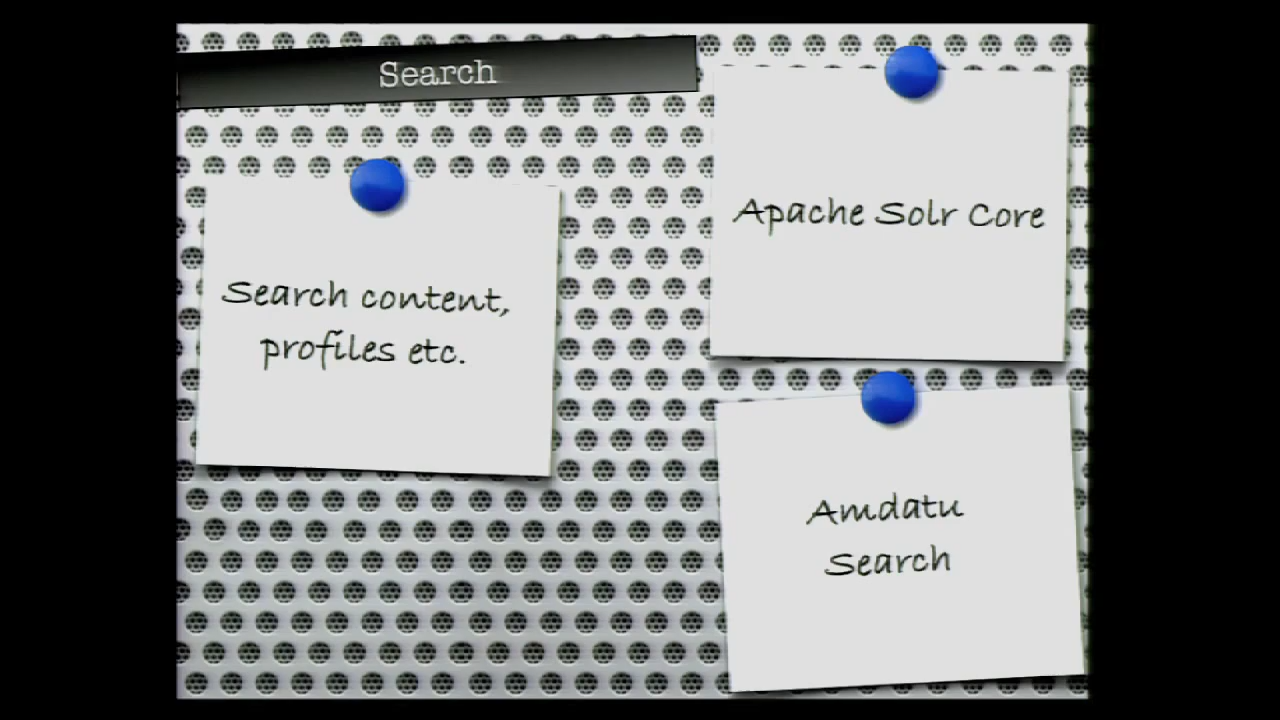 Search
Search content,
profiles etc.
Apache Solr Core
Amdatu
Search